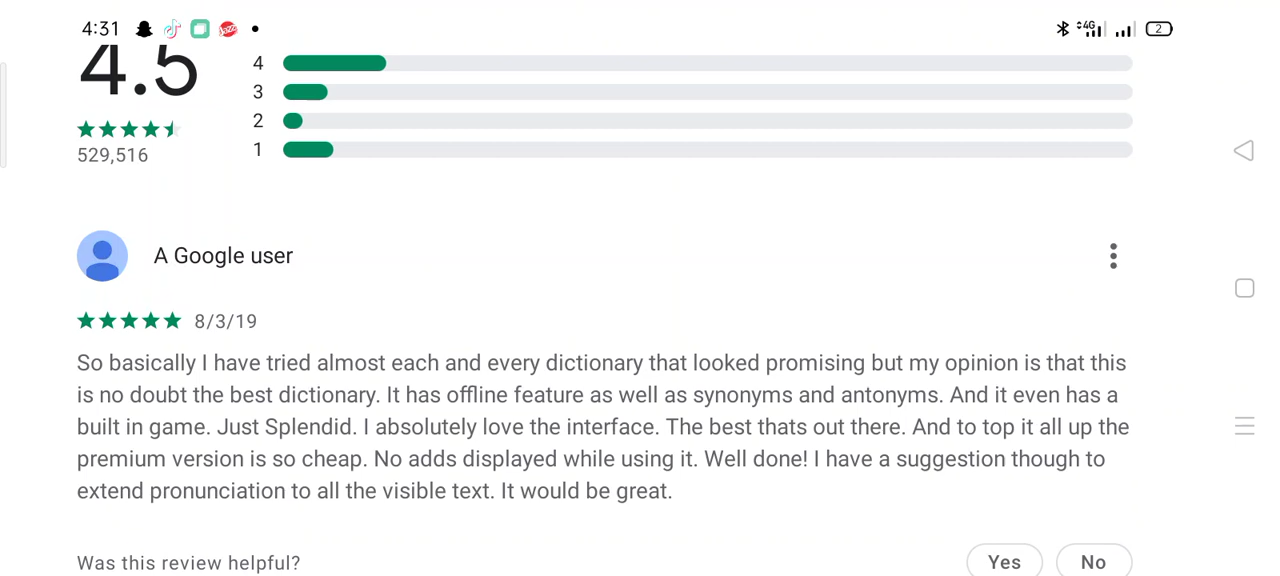 4:31 Jazz 4G 2
4.5
4
3
2
1
529,516
A Google user
8/3/19
So basically I have tried almost each and every dictionary that looked promising but my opinion is that this
is no doubt the best dictionary. It has offline feature as well as synonyms and antonyms. And it even has a
built in game. Just Splendid. I absolutely love the interface. The best thats out there. And to top it all up the
premium version is so cheap. No adds displayed while using it. Well done! I have a suggestion though to
extend pronunciation to all the visible text. It would be great.
Was this review helpful? Yes No